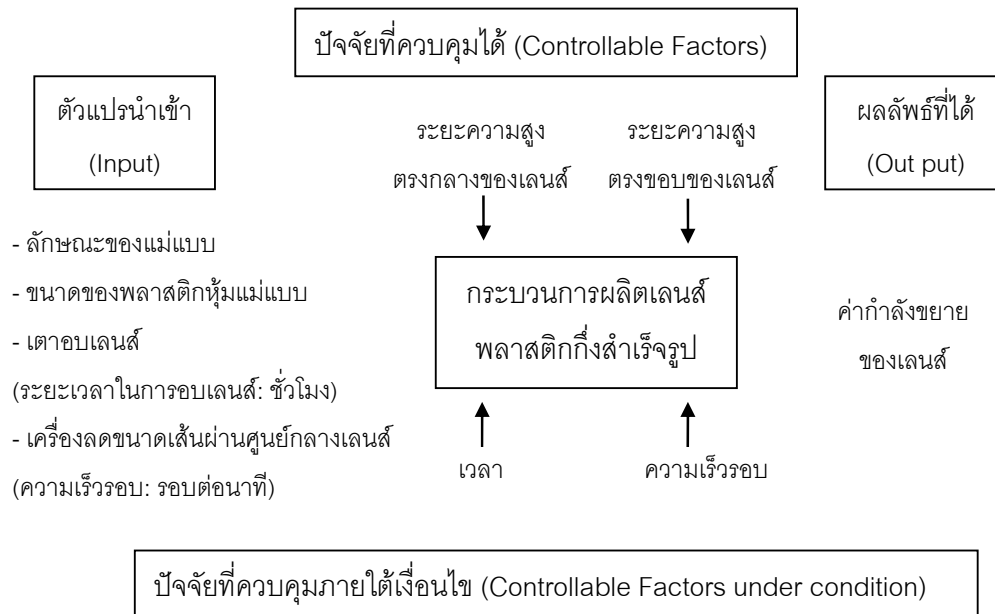 ปัจจัยที่ควบคุมได้ (Controllable Factors)
ตัวแปรนำเข้า
(Input)
ระยะความสูง
ตรงกลางของเลนส์
ระยะความสูง
ตรงขอบของเลนส์
ผลลัพธ์ที่ได้
(Out put)
- ลักษณะของแม่แบบ
- ขนาดของพลาสติกหุ้มแม่แบบ
- เตาอบเลนส์
(ระยะเวลาในการอบเลนส์: ชั่วโมง)
- เครื่องลดขนาดเส้นผ่านศูนย์กลางเลนส์
(ความเร็วรอบ: รอบต่อนาที)
กระบวนการผลิตเลนส์
พลาสติกกึ่งสำเร็จรูป
ค่ากำลังขยาย
ของเลนส์
เวลา
ความเร็วรอบ
ปัจจัยที่ควบคุมภายใต้เงื่อนไข (Controllable Factors under condition)